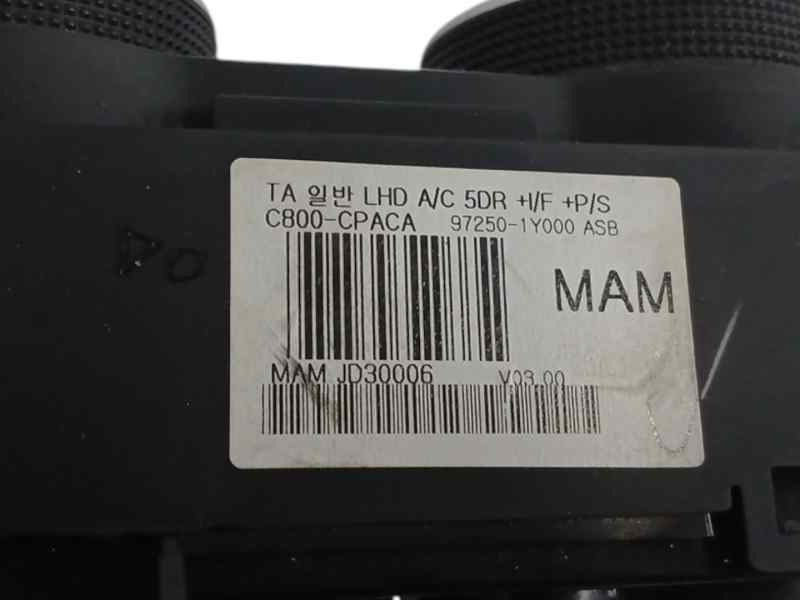 TA 일반 LHD A/C 5DR +I/F +P/S
C800-CPACA 97250-1Y000 ASB
MAM
MAM JD30006 V03.00